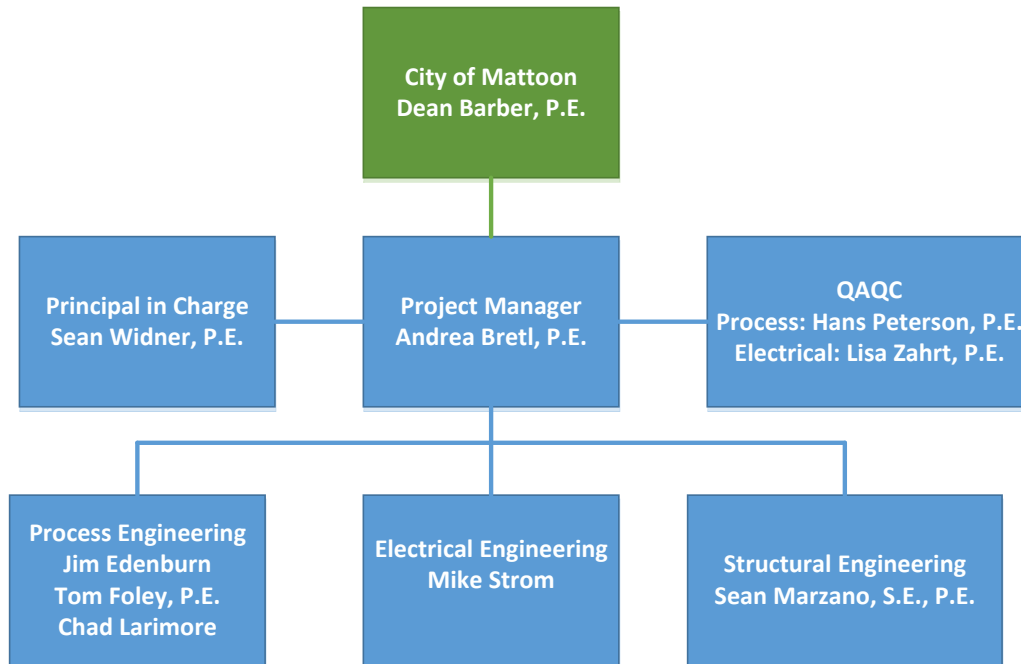 City of Mattoon
Dean Barber, P.E.
Principal in Charge
Sean Widner, P.E.
Project Manager
Andrea Bretl, P.E.
QAQC
Process: Hans Peterson, P.E.
Electrical: Lisa Zahrt, P.E.
Process Engineering
Jim Edenburn
Tom Foley, P.E.
Chad Larimore
Electrical Engineering
Mike Strom
Structural Engineering
Sean Marzano, S.E., P.E.